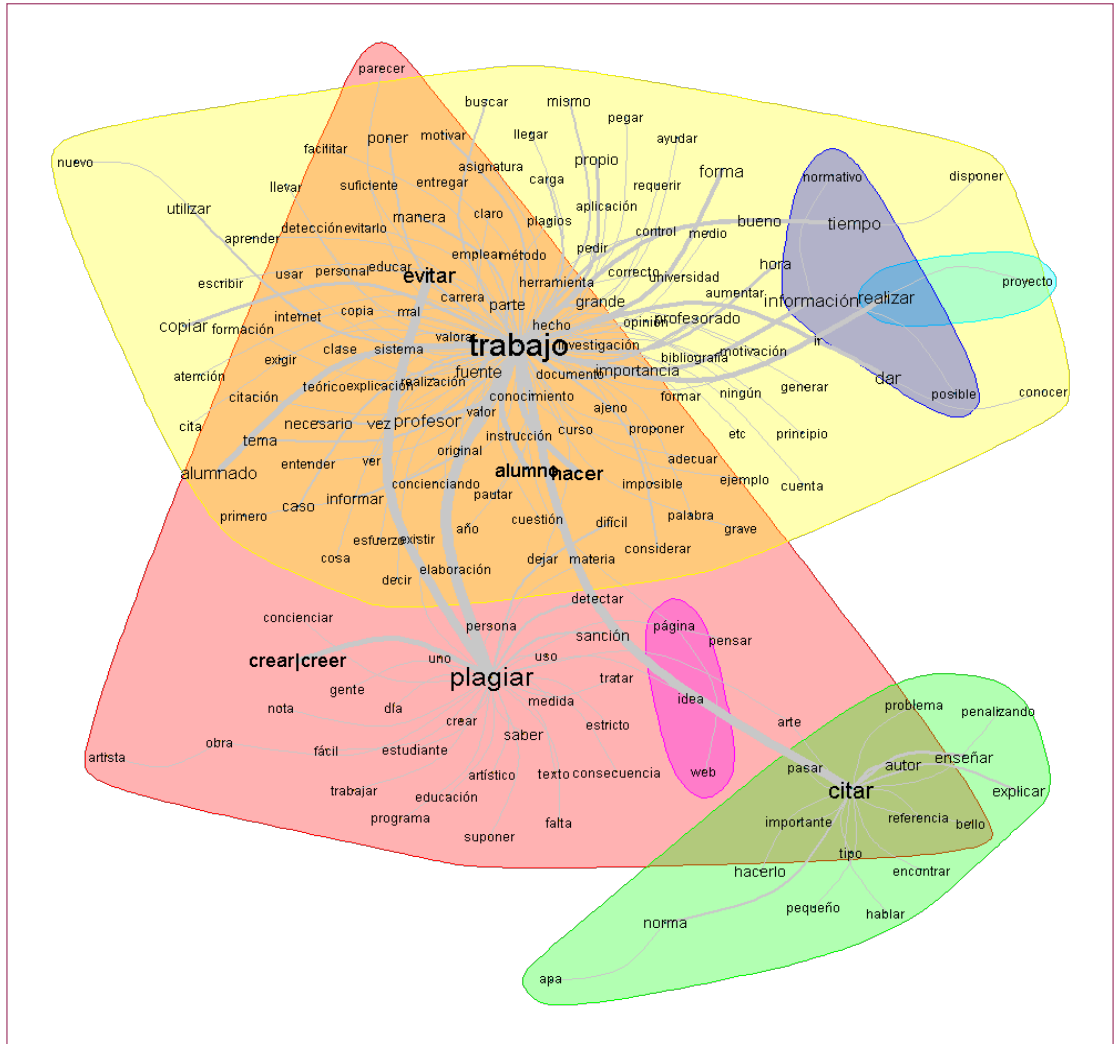 parecer
buscar
mismo
pegar
poner
motivar
llegar
ayudar
facilitar
nuevo
asignatura
propio
forma
normativo
disponer
llevar
suficiente
entregar
carga
requerir
utilizar
manera
claro
plagios
aplicación
bueno
tiempo
detección
evitarlo
control
medio
aprender
pedir
emplear
método
hora
usar
personal
educar
evitar
correcto
universidad
proyecto
escribir
herramienta
carrera
parte
grande
aumentar
información
realizar
internet
copia
mal
copiar
formación
hecho
opinión
profesorado
valorar
trabajo
investigación
ir
exigir
clase
sistema
bibliografía
motivación
atención
fuente
documento
importancia
dar
citación
teórico
explicación
realización
conocimiento
formar
ningún
generar
posible
conocer
cita
necesario
vez
profesor
valor
ajeno
tema
instrucción
curso
proponer
etc
principio
original
alumnado
entender
ver
alumno
hacer
adecuar
concienciando
imposible
ejemplo
cuenta
primero
caso
informar
pautar
cuestión
difícil
palabra
grave
año
cosa
esfuerzo
existir
dejar
materia
considerar
decir
elaboración
detectar
concienciar
persona
sanción
página
pensar
crear|creer
uno
uso
plagiar
tratar
gente
medida
idea
problema
penalizando
nota
día
crear
estricto
arte
saber
obra
fácil
estudiante
artista
pasar
autor
enseñar
artístico
texto
consecuencia
web
trabajar
educación
citar
explicar
programa
importante
referencia
suponer
falta
bello
tipo
hacerlo
encontrar
pequeño
hablar
norma
apa